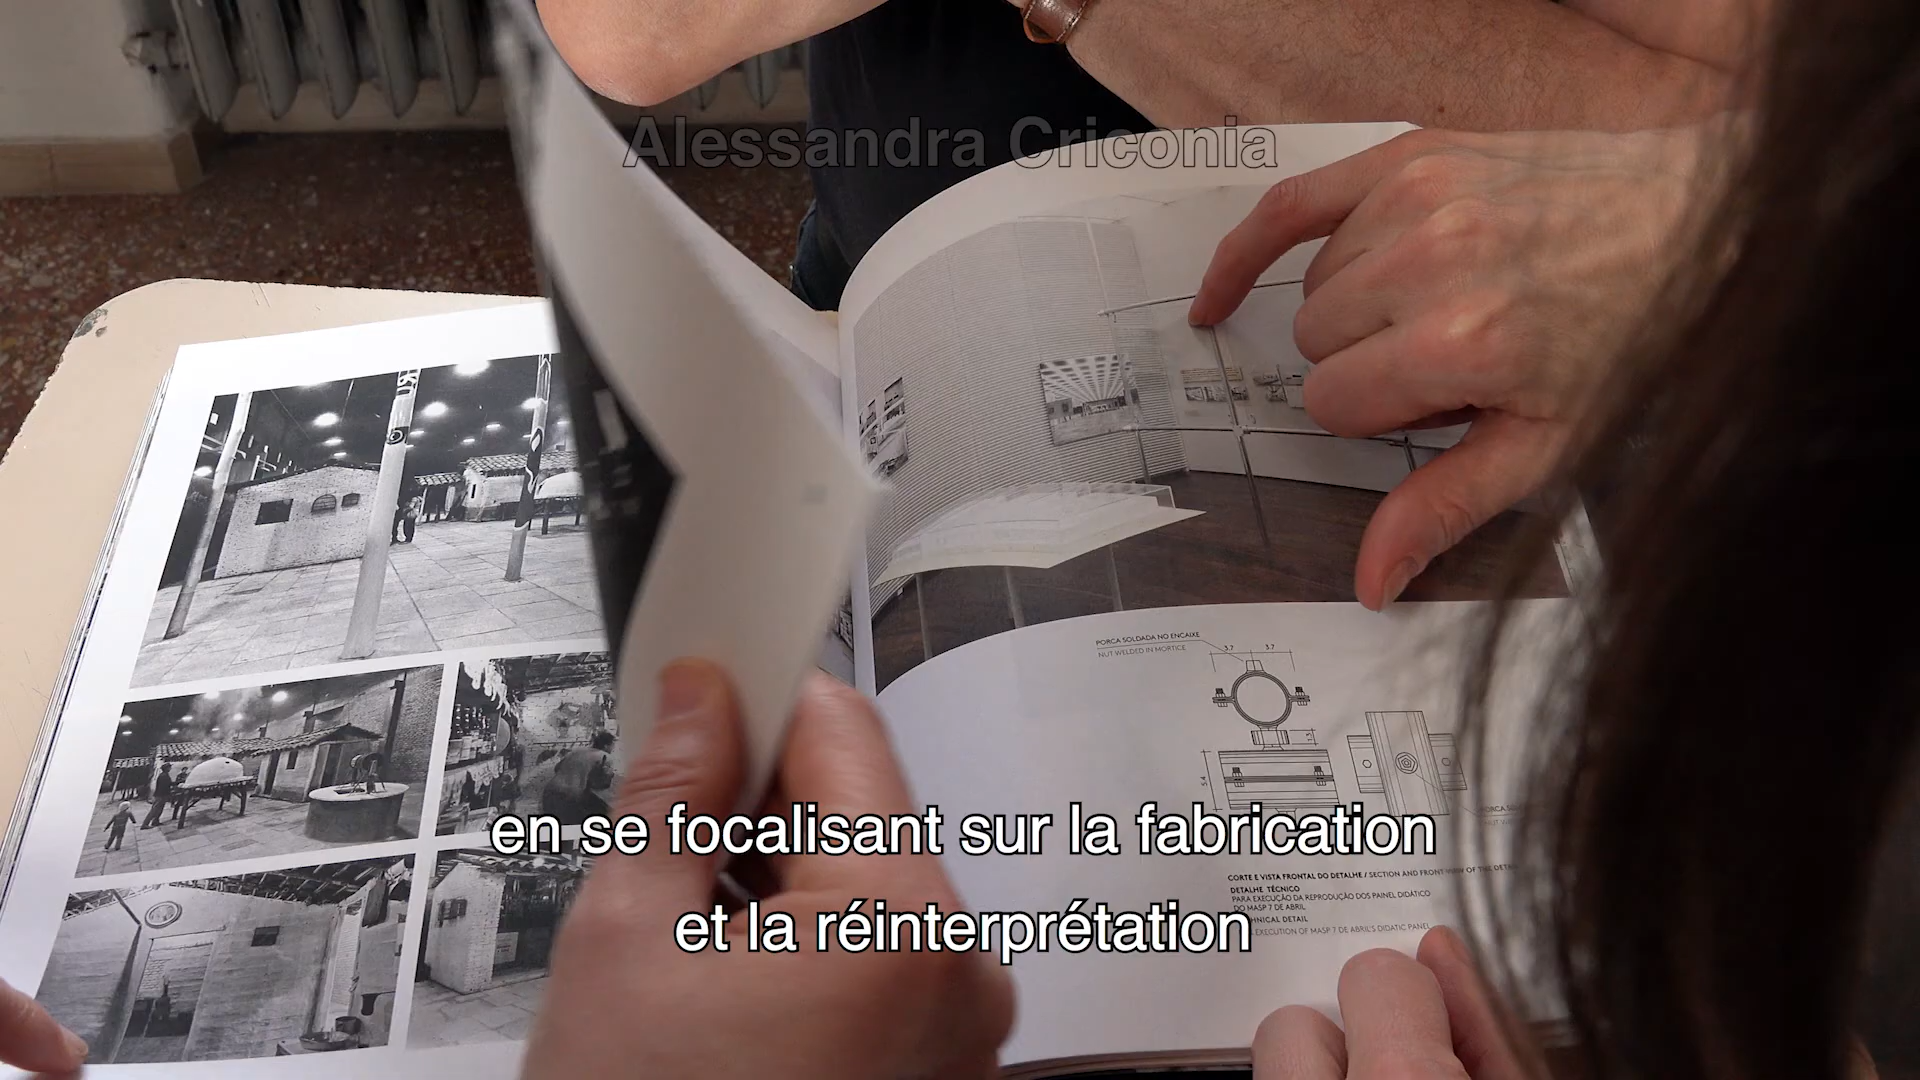 Alessandra Criconia
PORCA SOLDADA NO ENCAIXE
NUT WELDED IN MORTICE
3.7
3.7
1.3
5.4
en se focalisant sur la fabrication
CORTE E VISTA FRONTAL DO DETALHE / SECTION AND FRONT VIEW OF THE
DETALHE TÉCNICO
PARA EXECUÇÃO DA REPRODUÇÃO DOS PAINEL DIDÁTICO
DO MASP 7 DE ABRIL
et la réinterprétation
DETAIL
EXECUTION OF MASP 7 DE ABRIL'S DIDATIC PANEL